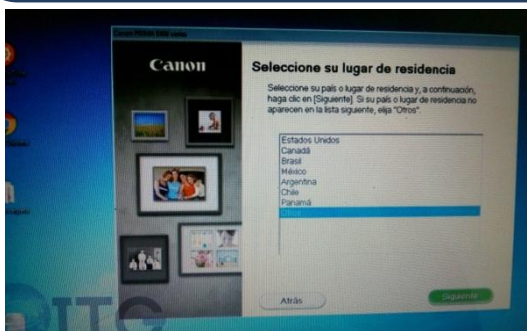 Canon
Seleccione su lugar de residencia
Seleccione su país o lugar de residencia y, a continuación,
haga clic en [Siguiente]. Si su país o lugar de residencia no
aparecen en la lista siguiente, elija "Otros".
Estados Unidos
Canadá
Brasil
México
Argentina
Chile
Panamá
Otros
Atrás
Siguiente
ITG